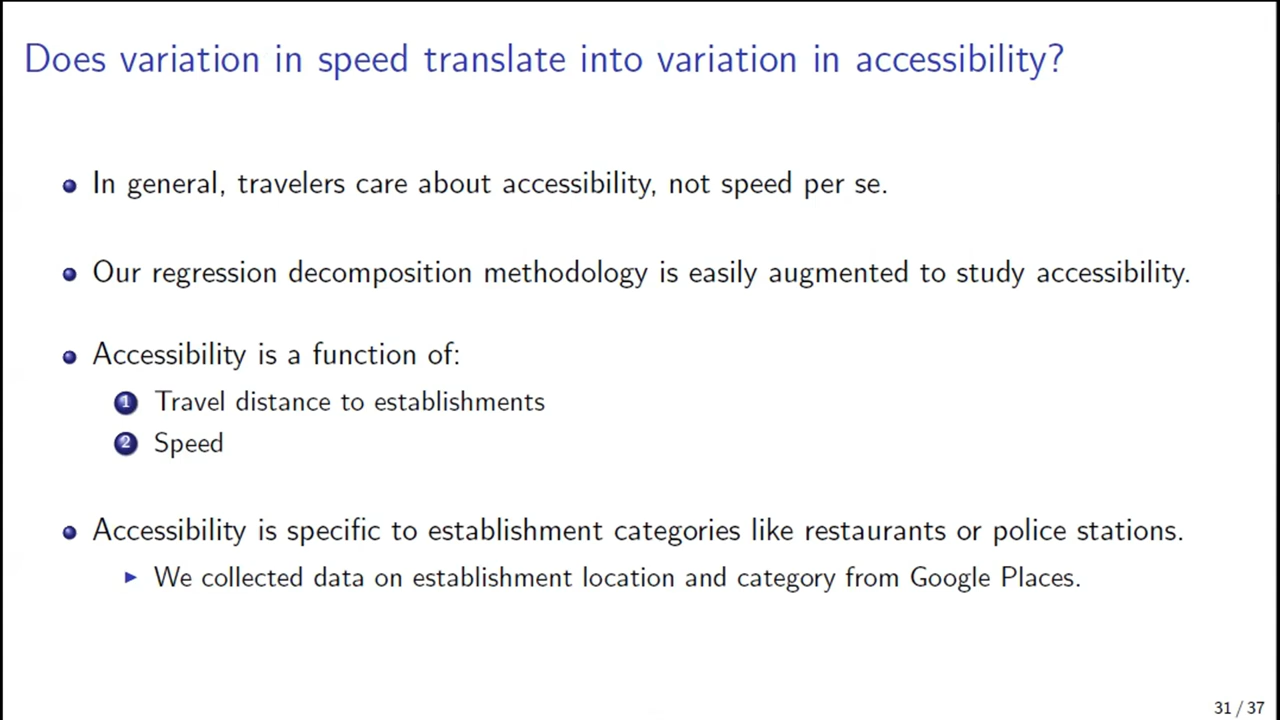 Does variation in speed translate into variation in accessibility?
In general, travelers care about accessibility, not speed per se.
Our regression decomposition methodology is easily augmented to study accessibility.
Accessibility is a function of:
1 Travel distance to establishments
2 Speed
Accessibility is specific to establishment categories like restaurants or police stations.
We collected data on establishment location and category from Google Places.
31 / 37